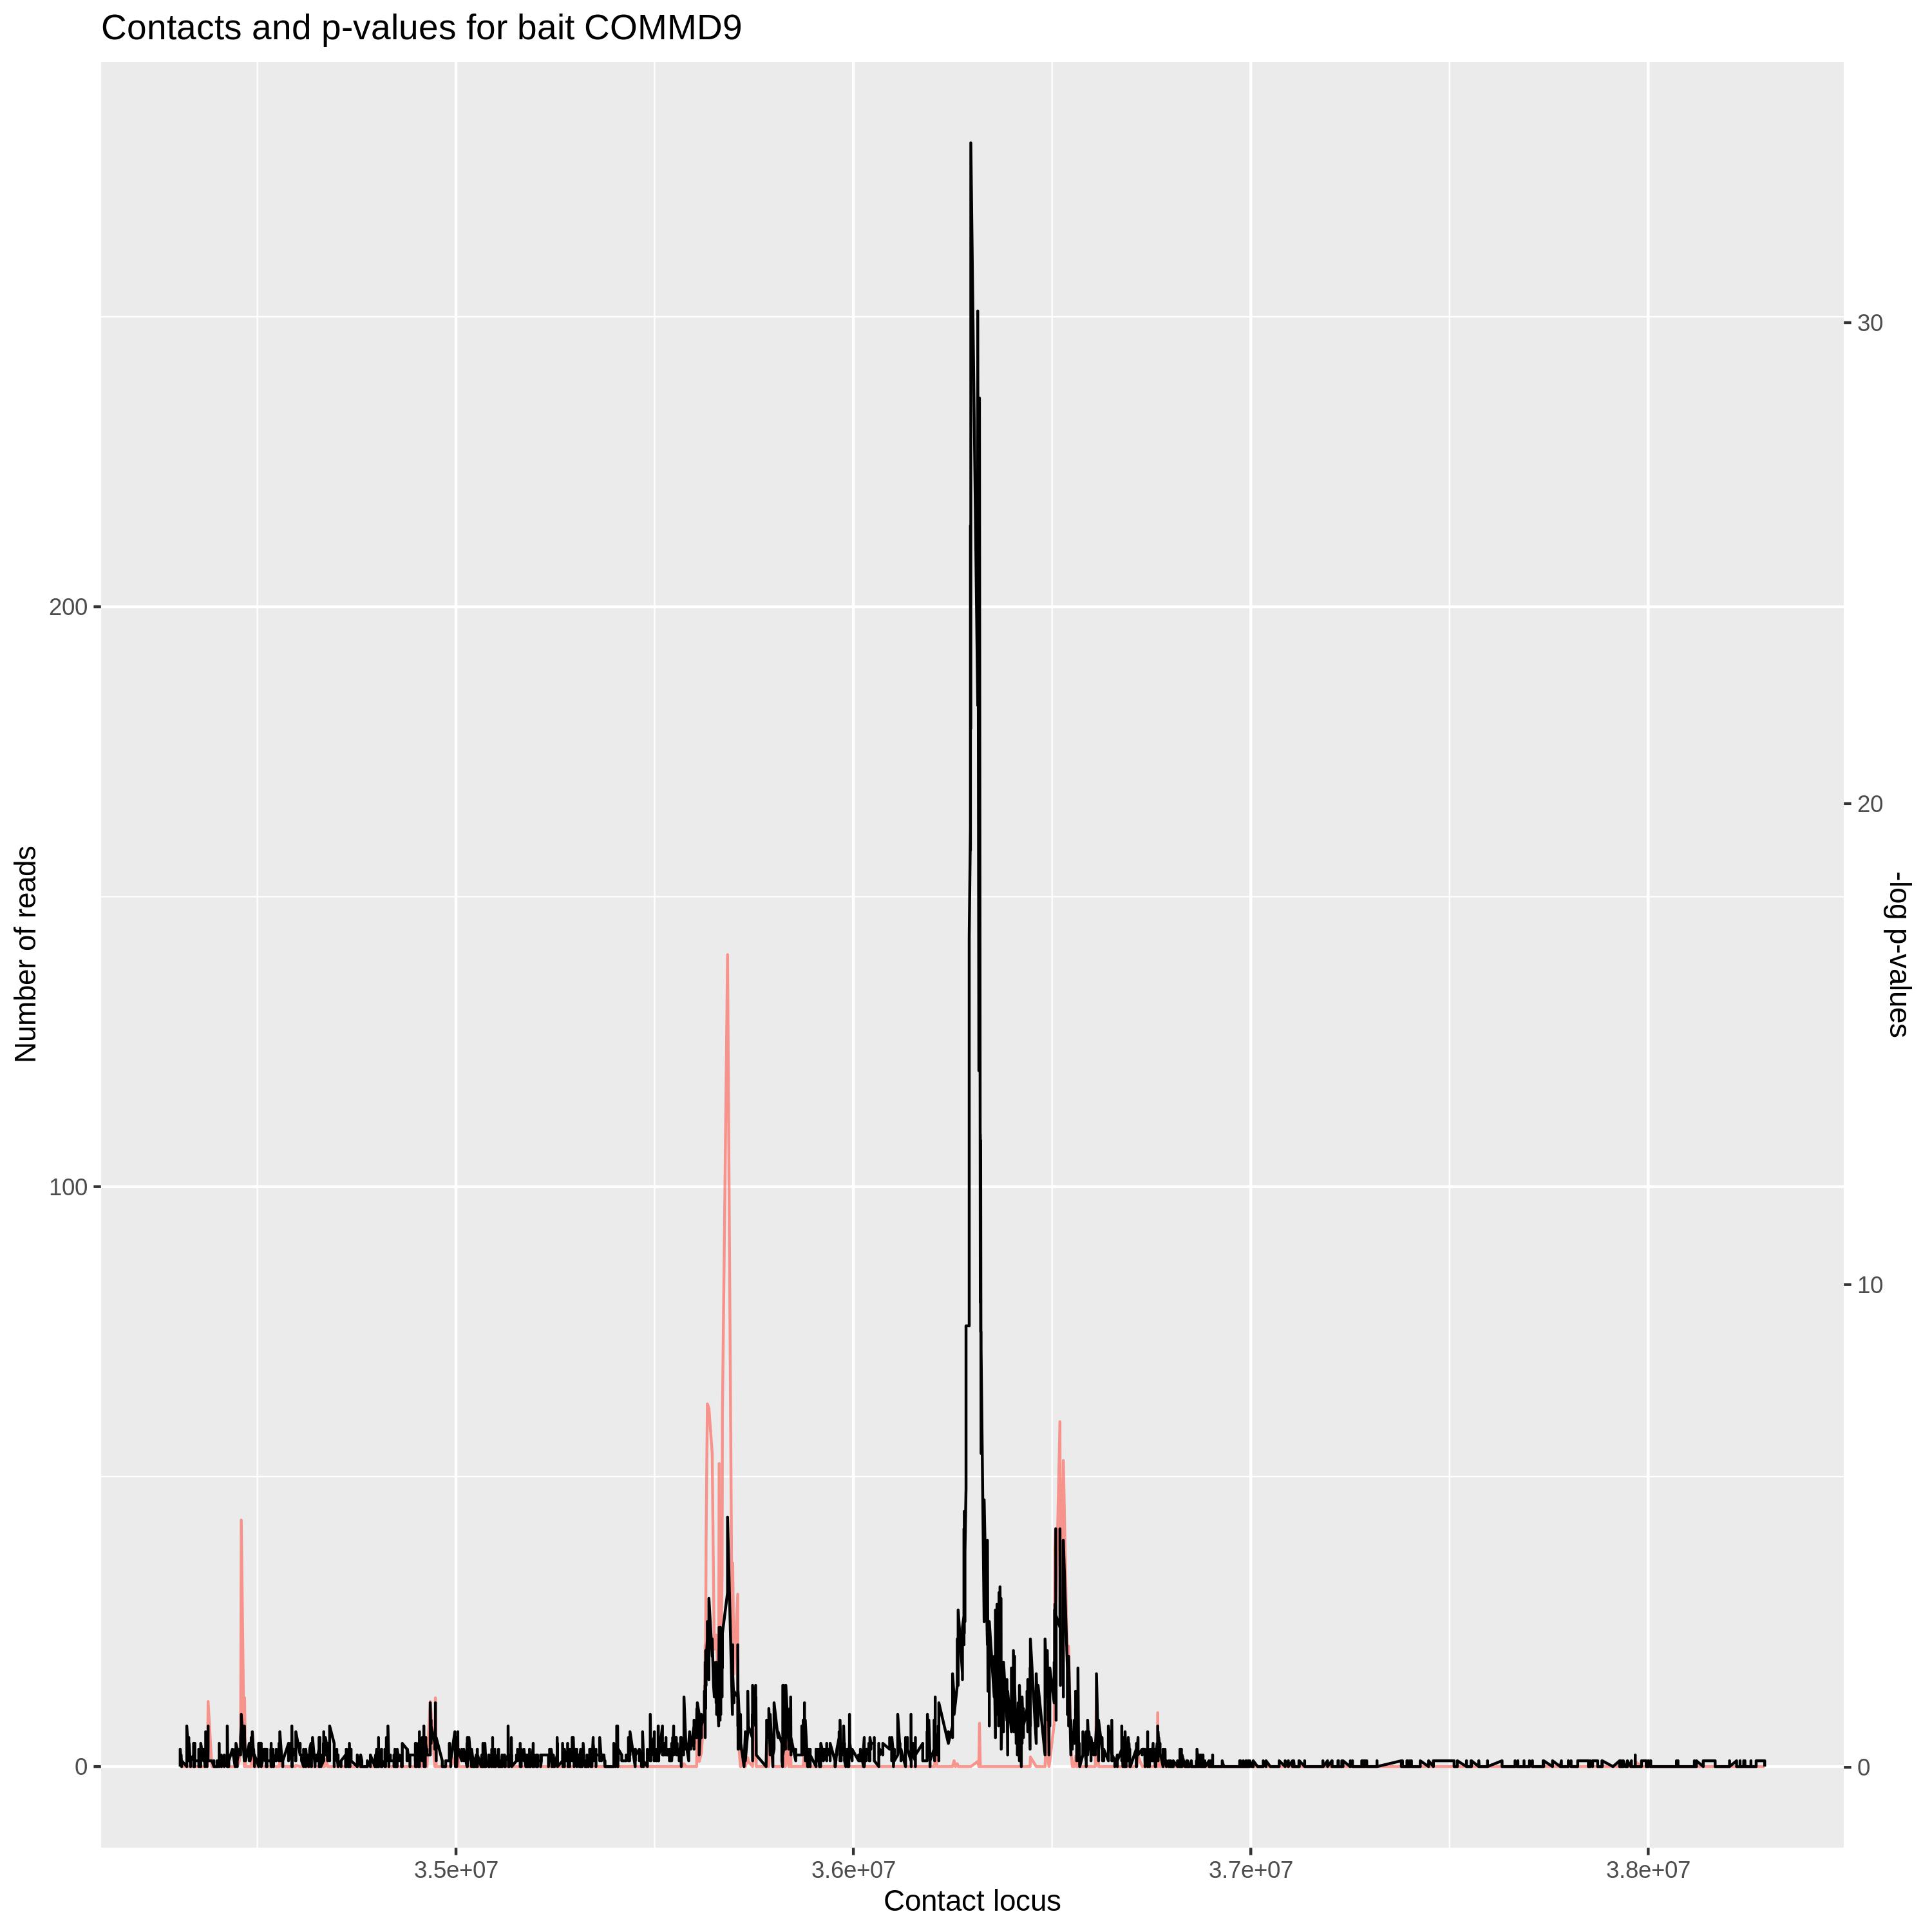 Contacts and p-values for bait COMMD9
Number of reads
200
100
0
30
20
10
0
-log p-values
3.5e+07 3.6e+07 3.7e+07 3.8e+07
Contact locus